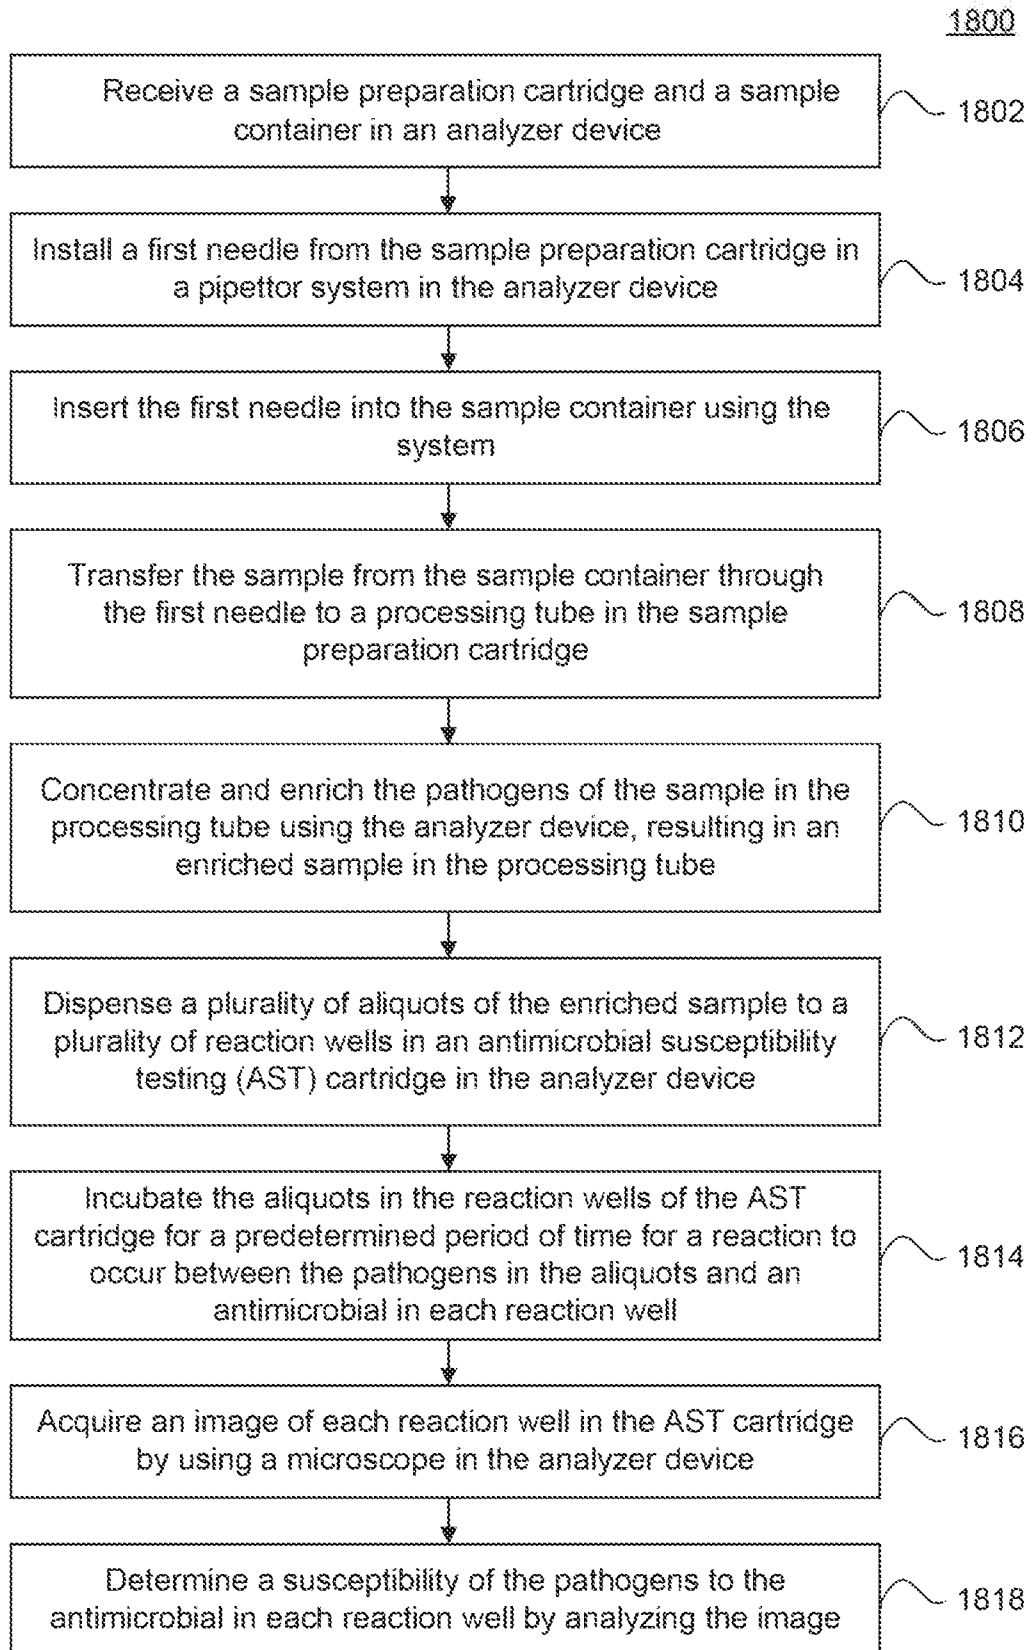 1800
Receive a sample preparation cartridge and a sample
container in an analyzer device
1802
Install a first needle from the sample preparation cartridge in
a pipettor system in the analyzer device
1804
Insert the first needle into the sample container using the
system
1806
Transfer the sample from the sample container through
the first needle to a processing tube in the sample
preparation cartridge
1808
Concentrate and enrich the pathogens of the sample in the
processing tube using the analyzer device, resulting in an
enriched sample in the processing tube
1810
Dispense a plurality of aliquots of the enriched sample to a
plurality of reaction wells in an antimicrobial susceptibility
testing (AST) cartridge in the analyzer device
1812
Incubate the aliquots in the reaction wells of the AST
cartridge for a predetermined period of time for a reaction to
occur between the pathogens in the aliquots and an
antimicrobial in each reaction well
1814
Acquire an image of each reaction well in the AST cartridge
by using a microscope in the analyzer device
1816
Determine a susceptibility of the pathogens to the
antimicrobial in each reaction well by analyzing the image
1818